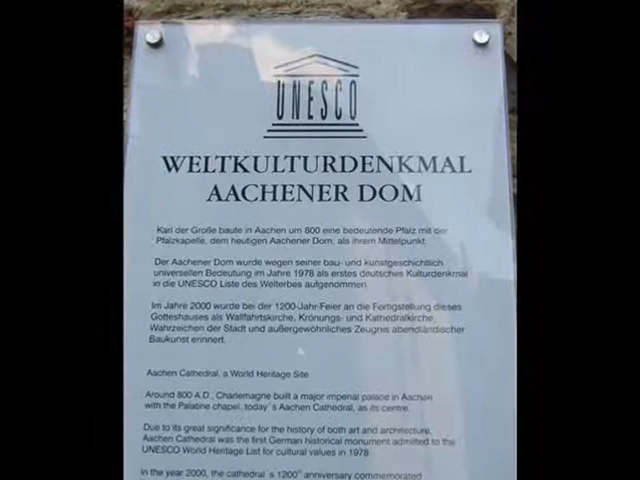 UNESCO
WELTKULTURDENKMAL
AACHENER DOM
Karl der Große baute in Aachen um 800 eine bedeutende Pfalz mit der
Pfalzkapelle, dem heutigen Aachener Dom, als ihrem Mittelpunkt.
Der Aachener Dom wurde wegen seiner bau- und kunstgeschichtlich
universellen Bedeutung im Jahre 1978 als erstes deutsches Kulturdenkmal
in die UNESCO Liste des Welterbes aufgenommen.
Im Jahre 2000 wurde bei der 1200-Jahr-Feier an die Fertigstellung dieses
Gotteshauses als Wallfahrtskirche, Krönungs- und Kathedralkirche,
Wahrzeichen der Stadt und außergewöhnliches Zeugnis abendländischer
Baukunst erinnert.
Aachen Cathedral, a World Heritage Site
Around 800 A.D., Charlemagne built a major imperial palace in Aachen
with the Palatine chapel, today´s Aachen Cathedral, as its centre.
Due to its great significance for the history of both art and architecture,
Aachen Cathedral was the first German historical monument admitted to the
UNESCO World Heritage List for cultural values in 1978
In the year 2000, the cathedral´s 1200th anniversary commemorated